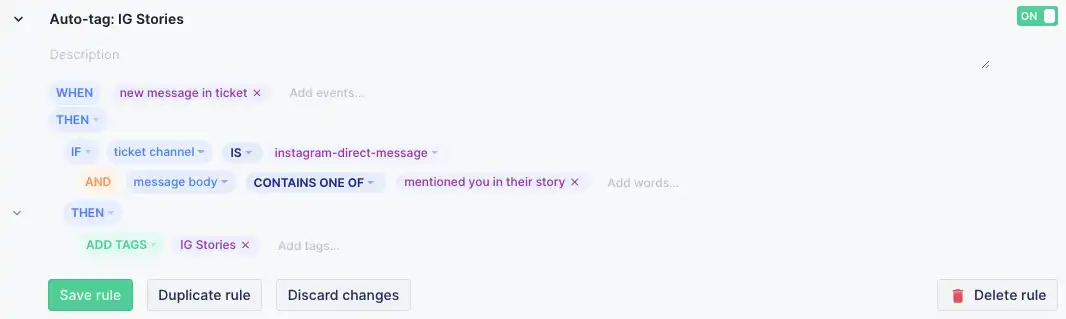 Auto-tag: IG Stories ON
Description
WHEN new message in ticket × Add events...
THEN
IF ticket channel IS instagram-direct-message
AND message body CONTAINS ONE OF mentioned you in their story × Add words...
THEN
ADD TAGS IG Stories × Add tags...
Save rule Duplicate rule Discard changes Delete rule